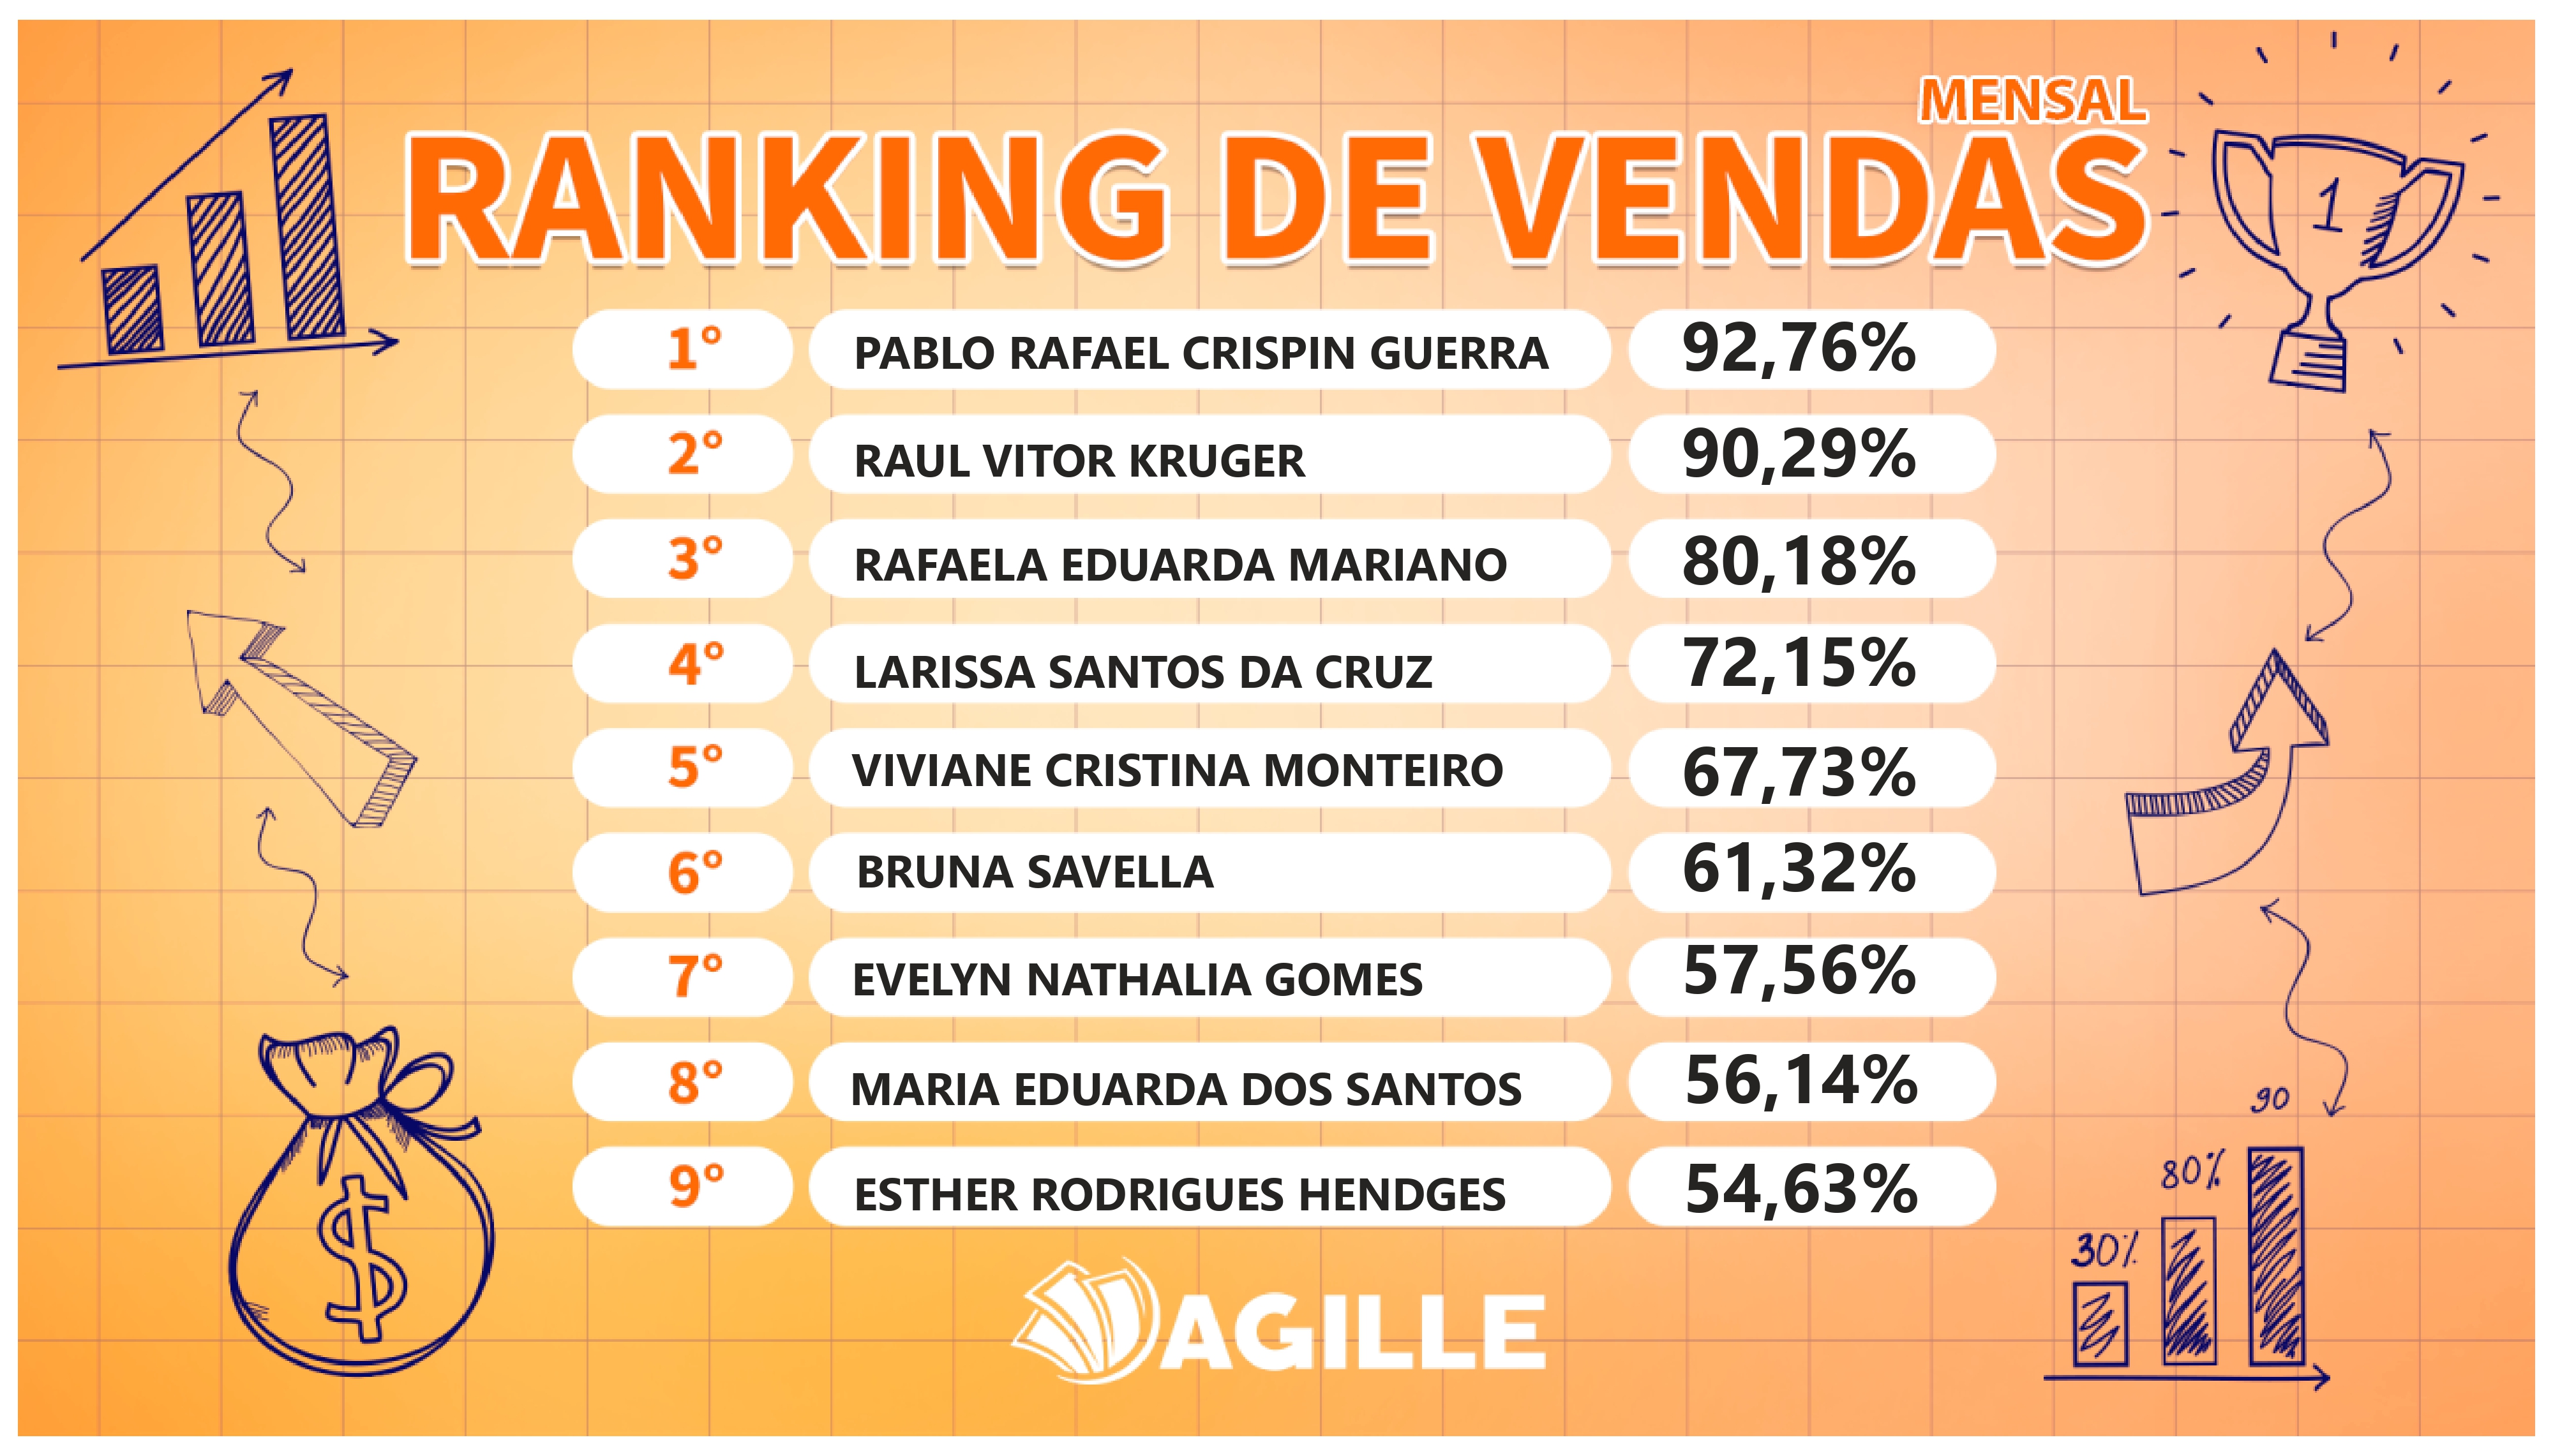 MENSAL
RANKING DE VENDAS
1
1° PABLO RAFAEL CRISPIN GUERRA 92,76%
2° RAUL VITOR KRUGER 90,29%
3° RAFAELA EDUARDA MARIANO 80,18%
4° LARISSA SANTOS DA CRUZ 72,15%
5° VIVIANE CRISTINA MONTEIRO 67,73%
6° BRUNA SAVELLA 61,32%
7° EVELYN NATHALIA GOMES 57,56%
8° MARIA EDUARDA DOS SANTOS 56,14%
9° ESTHER RODRIGUES HENDGES 54,63%
$
30%
80%
90
AGILLE